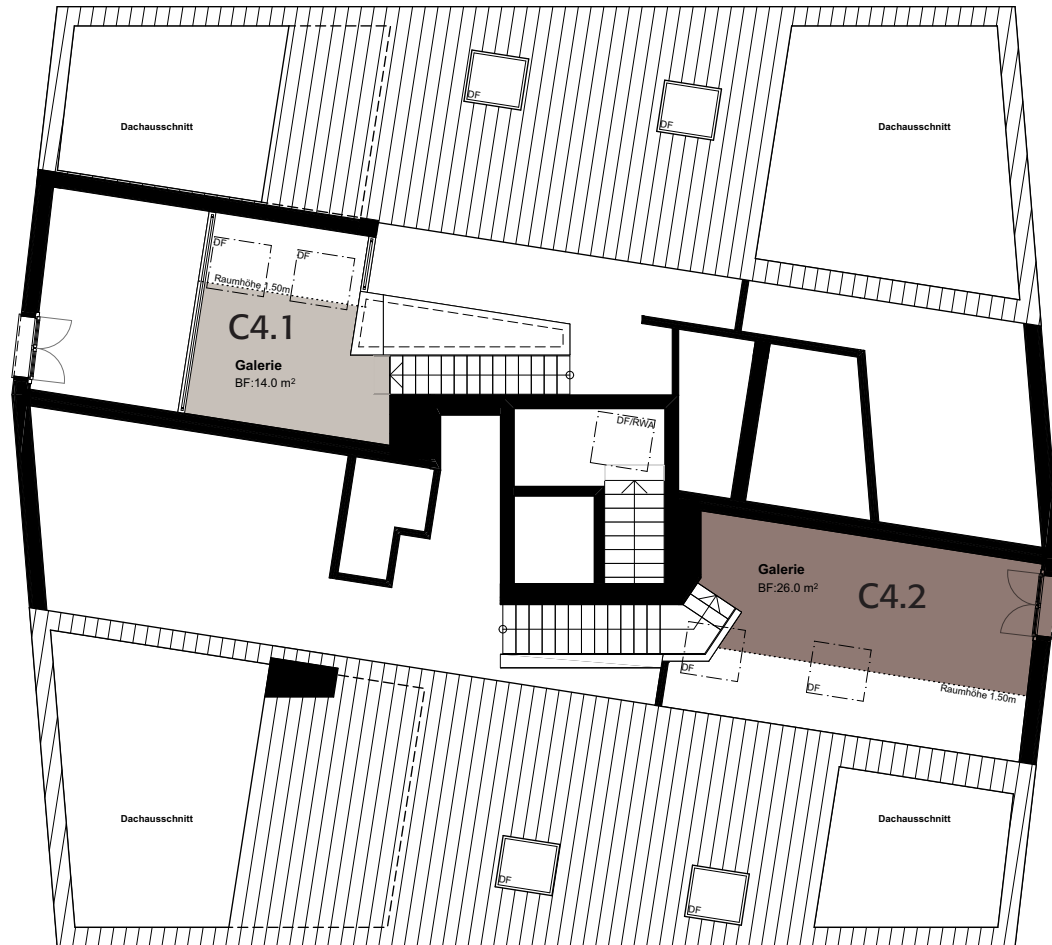 DF
DF
Dachausschnitt
Dachausschnitt
DF
DF
Raumhöhe 1.50m
C4.1
Galerie
BF:14.0 m²
DF/RWA
Galerie
BF:26.0 m²
C4.2
DF
DF
Raumhöhe 1.50m
Dachausschnitt
Dachausschnitt
DF
DF